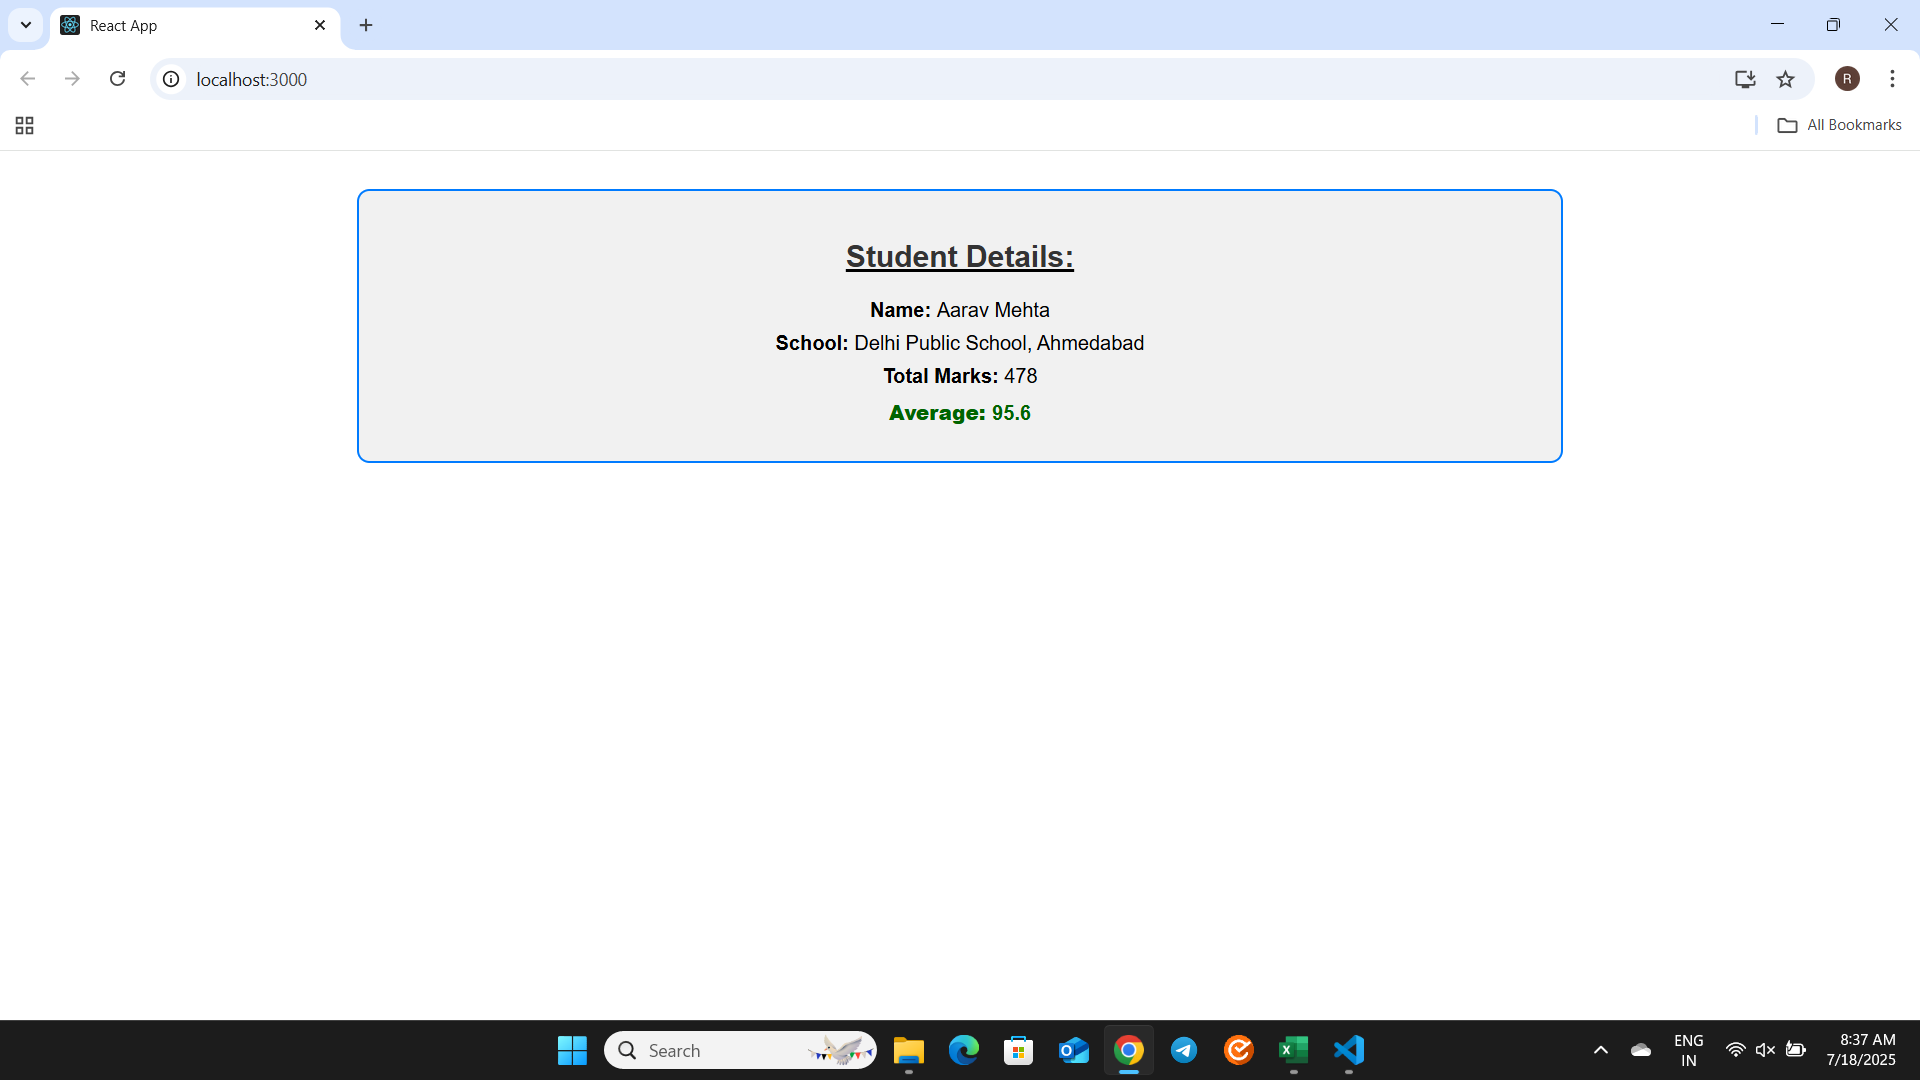 React App
localhost:3000
R
All Bookmarks
Student Details:
Name: Aarav Mehta
School: Delhi Public School, Ahmedabad
Total Marks: 478
Average: 95.6
Search
ENG
IN
8:37 AM
7/18/2025